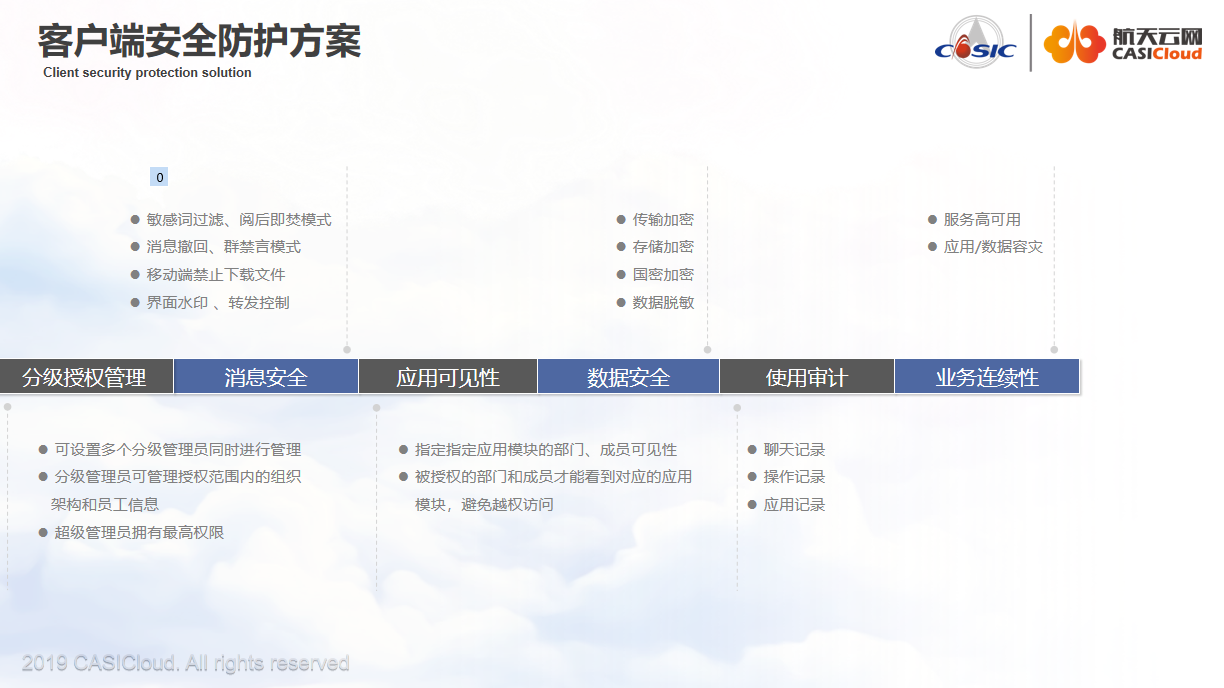 客户端安全防护方案
Client security protection solution
CASIC
航天云网
CASICloud
0
敏感词过滤、阅后即焚模式
消息撤回、群禁言模式
移动端禁止下载文件
界面水印 、转发控制
传输加密
存储加密
国密加密
数据脱敏
服务高可用
应用/数据容灾
分级授权管理
消息安全
应用可见性
数据安全
使用审计
业务连续性
可设置多个分级管理员同时进行管理
分级管理员可管理授权范围内的组织
架构和员工信息
超级管理员拥有最高权限
指定指定应用模块的部门、成员可见性
被授权的部门和成员才能看到对应的应用
模块，避免越权访问
聊天记录
操作记录
应用记录
2019 CASICloud. All rights reserved